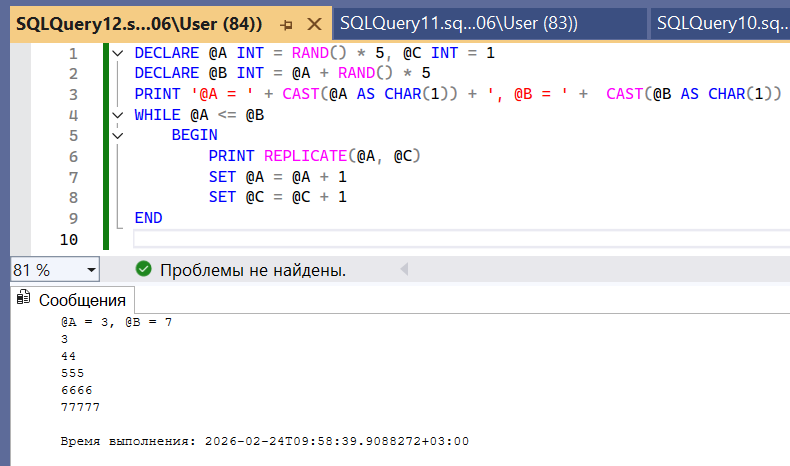 SQLQuery12.s...06\User (84))
SQLQuery11.sq...06\User (83))
SQLQuery10.sq..
1 DECLARE @A INT = RAND() * 5, @C INT = 1
2 DECLARE @B INT = @A + RAND() * 5
3 PRINT '@A = ' + CAST(@A AS CHAR(1)) + ', @B = ' +  CAST(@B AS CHAR(1))
4 WHILE @A <= @B
5 BEGIN
6 PRINT REPLICATE(@A, @C)
7 SET @A = @A + 1
8 SET @C = @C + 1
9 END
10
81 %
Проблемы не найдены.
Сообщения
@A = 3, @B = 7
3
44
555
6666
77777
Время выполнения: 2026-02-24T09:58:39.9088272+03:00